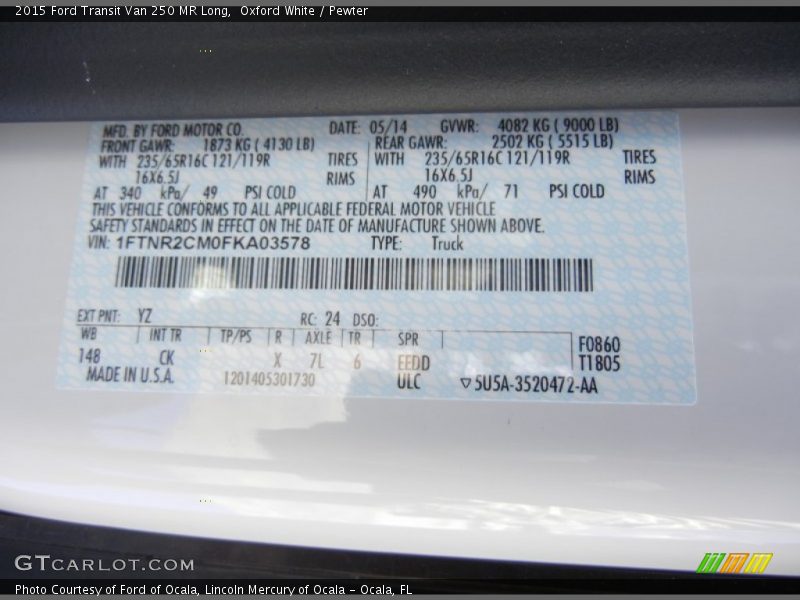 2015 Ford Transit Van 250 MR Long,  Oxford White / Pewter
MFD. BY FORD MOTOR CO. DATE: 05/14 GVWR: 4082 KG ( 9000 LB)
FRONT GAWR: 1873 KG ( 4130 LB) REAR GAWR: 2502 KG ( 5515 LB)
WITH 235/65R16C 121/119R TIRES WITH 235/65R16C 121/119R TIRES
16X6.5J RIMS 16X6.5J RIMS
AT 340 kPa/ 49 PSI COLD AT 490 kPa/ 71 PSI COLD
THIS VEHICLE CONFORMS TO ALL APPLICABLE FEDERAL MOTOR VEHICLE
SAFETY STANDARDS IN EFFECT ON THE DATE OF MANUFACTURE SHOWN ABOVE.
VIN: 1FTNR2CM0FKA03578 TYPE: Truck
EXT PNT: YZ RC: 24 DSO:
WB INT TR TP/PS R AXLE TR SPR F0860
148 CK X 7L 6 EEDD T1805
MADE IN U.S.A. 1201405301730 ULC ▽5U5A-3520472-AA
GTCARLOT.COM
Photo Courtesy of Ford of Ocala, Lincoln Mercury of Ocala - Ocala, FL